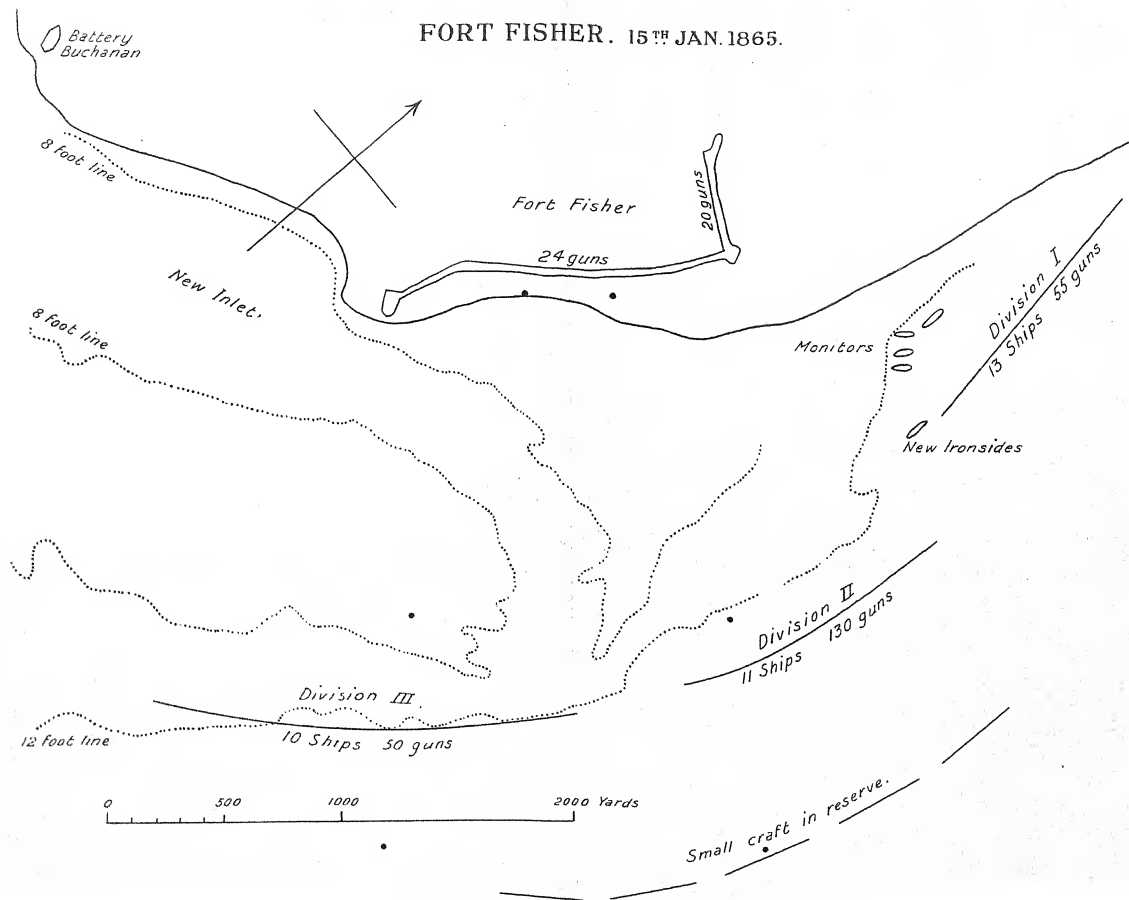 FORT FISHER. 15TH JAN. 1865.
Battery
Buchanan
8 foot line
20 guns
Fort Fisher
24 guns
New Inlet.
8 foot line
Division I
13 Ships 55 guns
Monitors
New Ironsides
Division II
11 Ships 130 guns
Division III.
10 Ships 50 guns
12 foot line
0 500 1000 2000 Yards
Small craft in reserve.